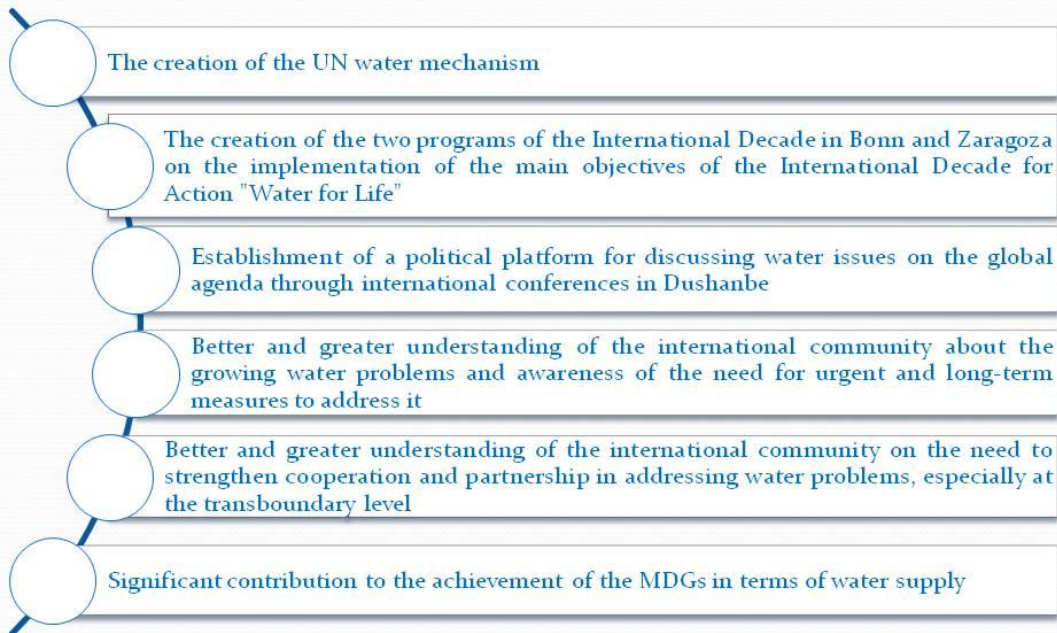 The creation of the UN water mechanism
The creation of the two programs of the International Decade in Bonn and Zaragoza
on the implementation of the main objectives of the International Decade for
Action "Water for Life"
Establishment of a political platform for discussing water issues on the global
agenda through international conferences in Dushanbe
Better and greater understanding of the international community about the
growing water problems and awareness of the need for urgent and long-term
measures to address it
Better and greater understanding of the international community on the need to
strengthen cooperation and partnership in addressing water problems, especially at
the transboundary level
Significant contribution to the achievement of the MDGs in terms of water supply